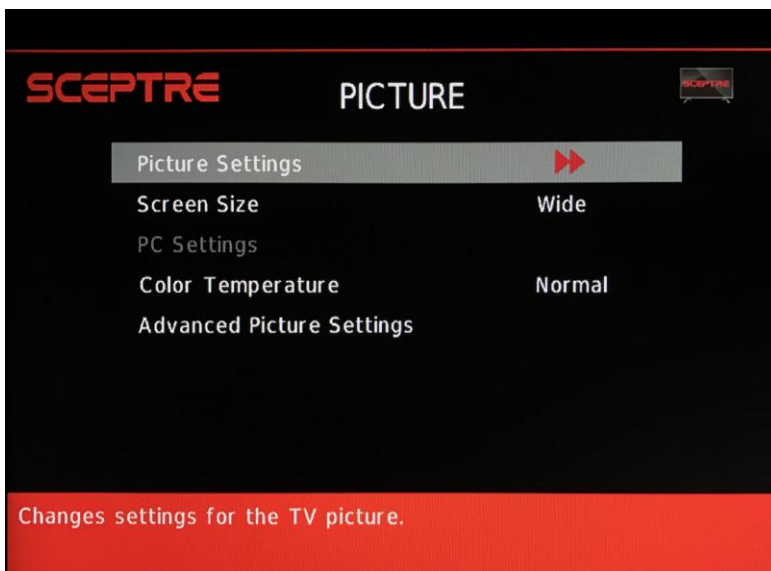 SCEPTRE
PICTURE
SCEPTRE
Picture Settings
Screen Size Wide
PC Settings
Color Temperature Normal
Advanced Picture Settings
Changes settings for the TV picture.